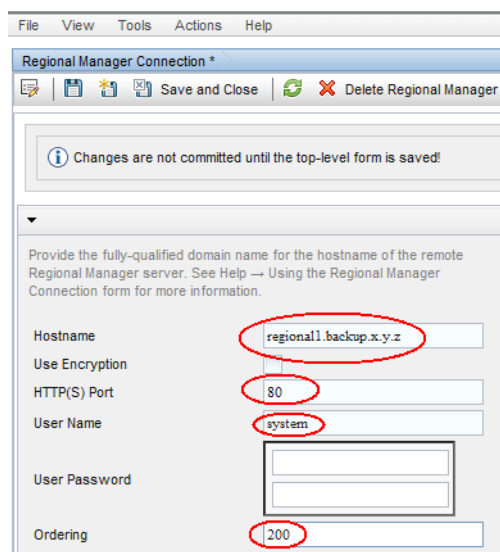 File View Tools Actions Help
Regional Manager Connection *
Save and Close Delete Regional Manager
Changes are not committed until the top-level form is saved!
Provide the fully-qualified domain name for the hostname of the remote
Regional Manager server. See Help → Using the Regional Manager
Connection form for more information.
Hostname regional1.backup.x.y.z
Use Encryption
HTTP(S) Port 80
User Name system
User Password
Ordering 200